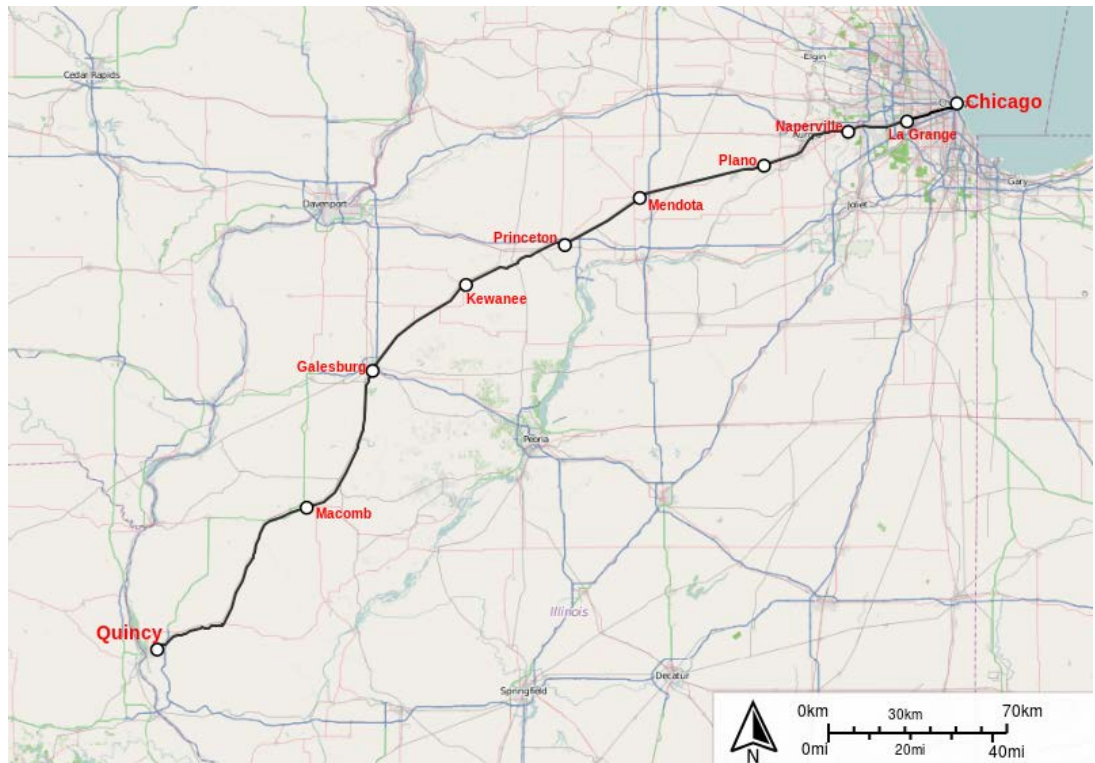 Cedar Rapids
Elgin
Chicago
Naperville
La Grange
Plano
Gary
Joliet
Davenport
Mendota
Princeton
Kewanee
Galesburg
Peoria
Macomb
Illinois
Quincy
Decatur
Springfield
0km 30km 70km
0mi 20mi 40mi
N